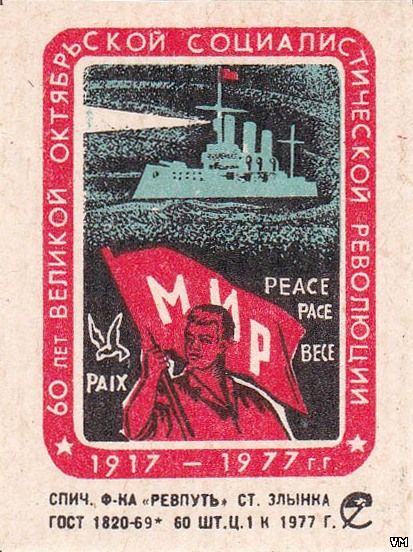 60 ЛЕТ ВЕЛИКОЙ ОКТЯБРЬСКОЙ СОЦИАЛИСТИЧЕСКОЙ РЕВОЛЮЦИИ
МИР
PEACE
PACE
ВЕСЕ
PAIX
1917 – 1977 г.г.
СПИЧ. Ф-КА «РЕВПУТЬ» СТ. ЗЛЫНКА
ГОСТ 1820-69* 60 ШТ.Ц.1 К 1977 Г.
VM